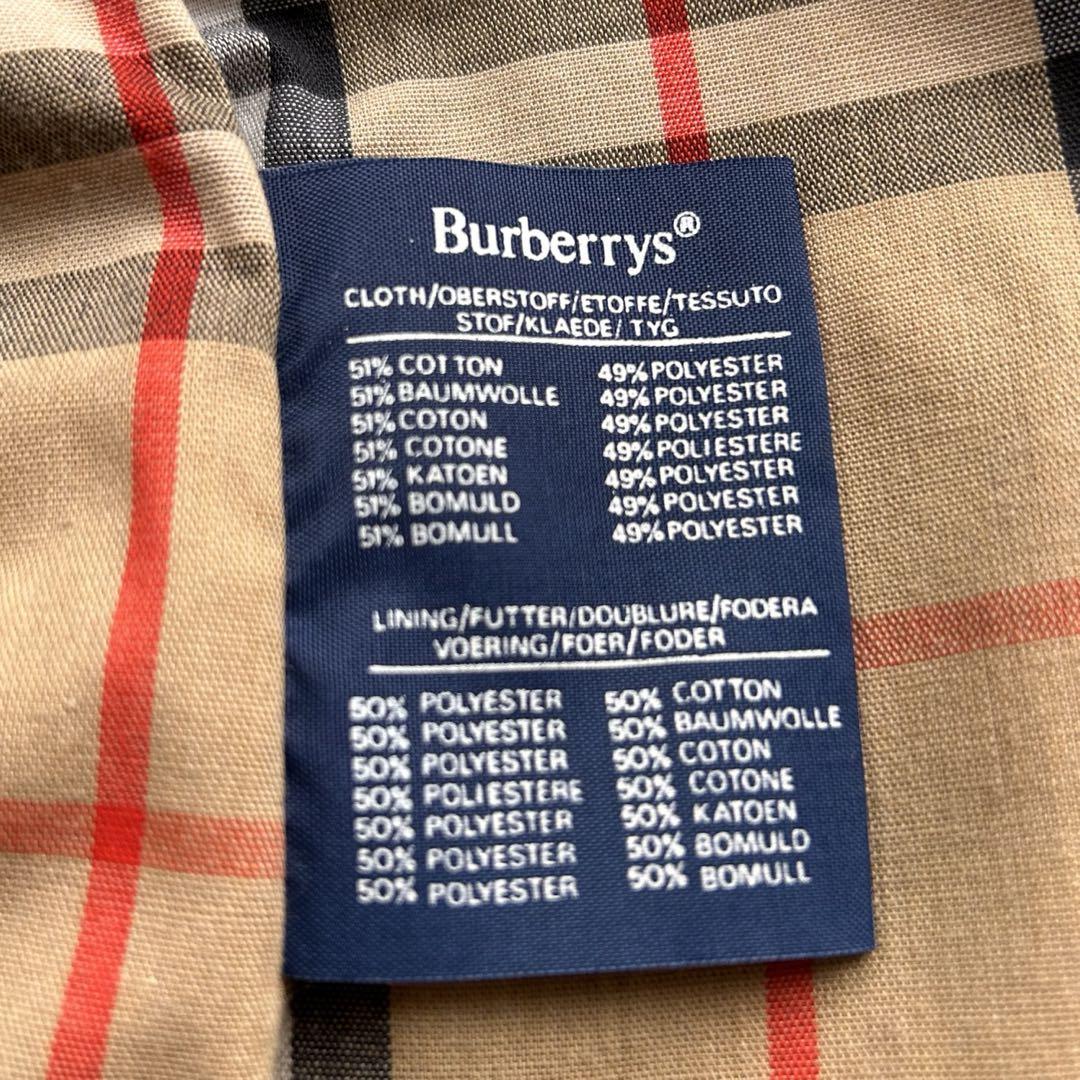 Burberrys®
CLOTH/OBERSTOFF/ETOFFE/TESSUTO
STOF/KLAEDE/TYG
51% COTTON 49% POLYESTER
51% BAUMWOLLE 49% POLYESTER
51% COTON 49% POLYESTER
51% COTONE 49% POLIESTERE
51% KATOEN 49% POLYESTER
51% BOMULD 49% POLYESTER
51% BOMULL 49% POLYESTER
LINING/FUTTER/DOUBLURE/FODERA
VOERING/FOER/FODER
50% POLYESTER 50% COTTON
50% POLYESTER 50% BAUMWOLLE
50% POLYESTER 50% COTON
50% POLIESTERE 50% COTONE
50% POLYESTER 50% KATOEN
50% POLYESTER 50% BOMULD
50% POLYESTER 50% BOMULL